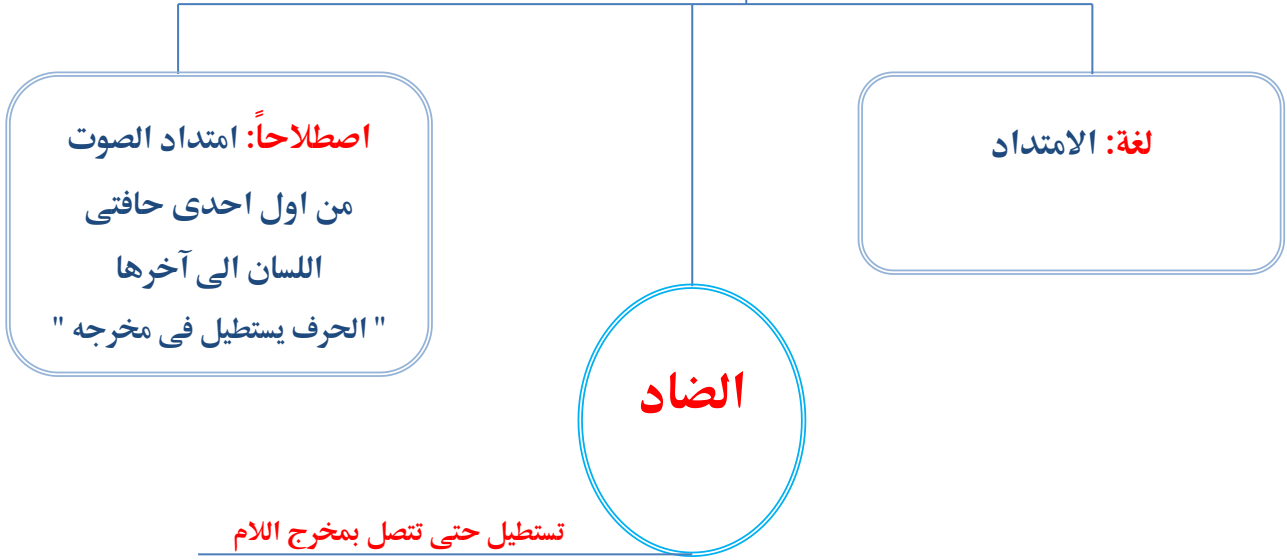 لغة: الامتداد
اصطلاحاً: امتداد الصوت
من اول احدى حافتى
اللسان الى آخرها
" الحرف يستطيل فى مخرجه "
الضاد
تستطيل حتى تتصل بمخرج اللام